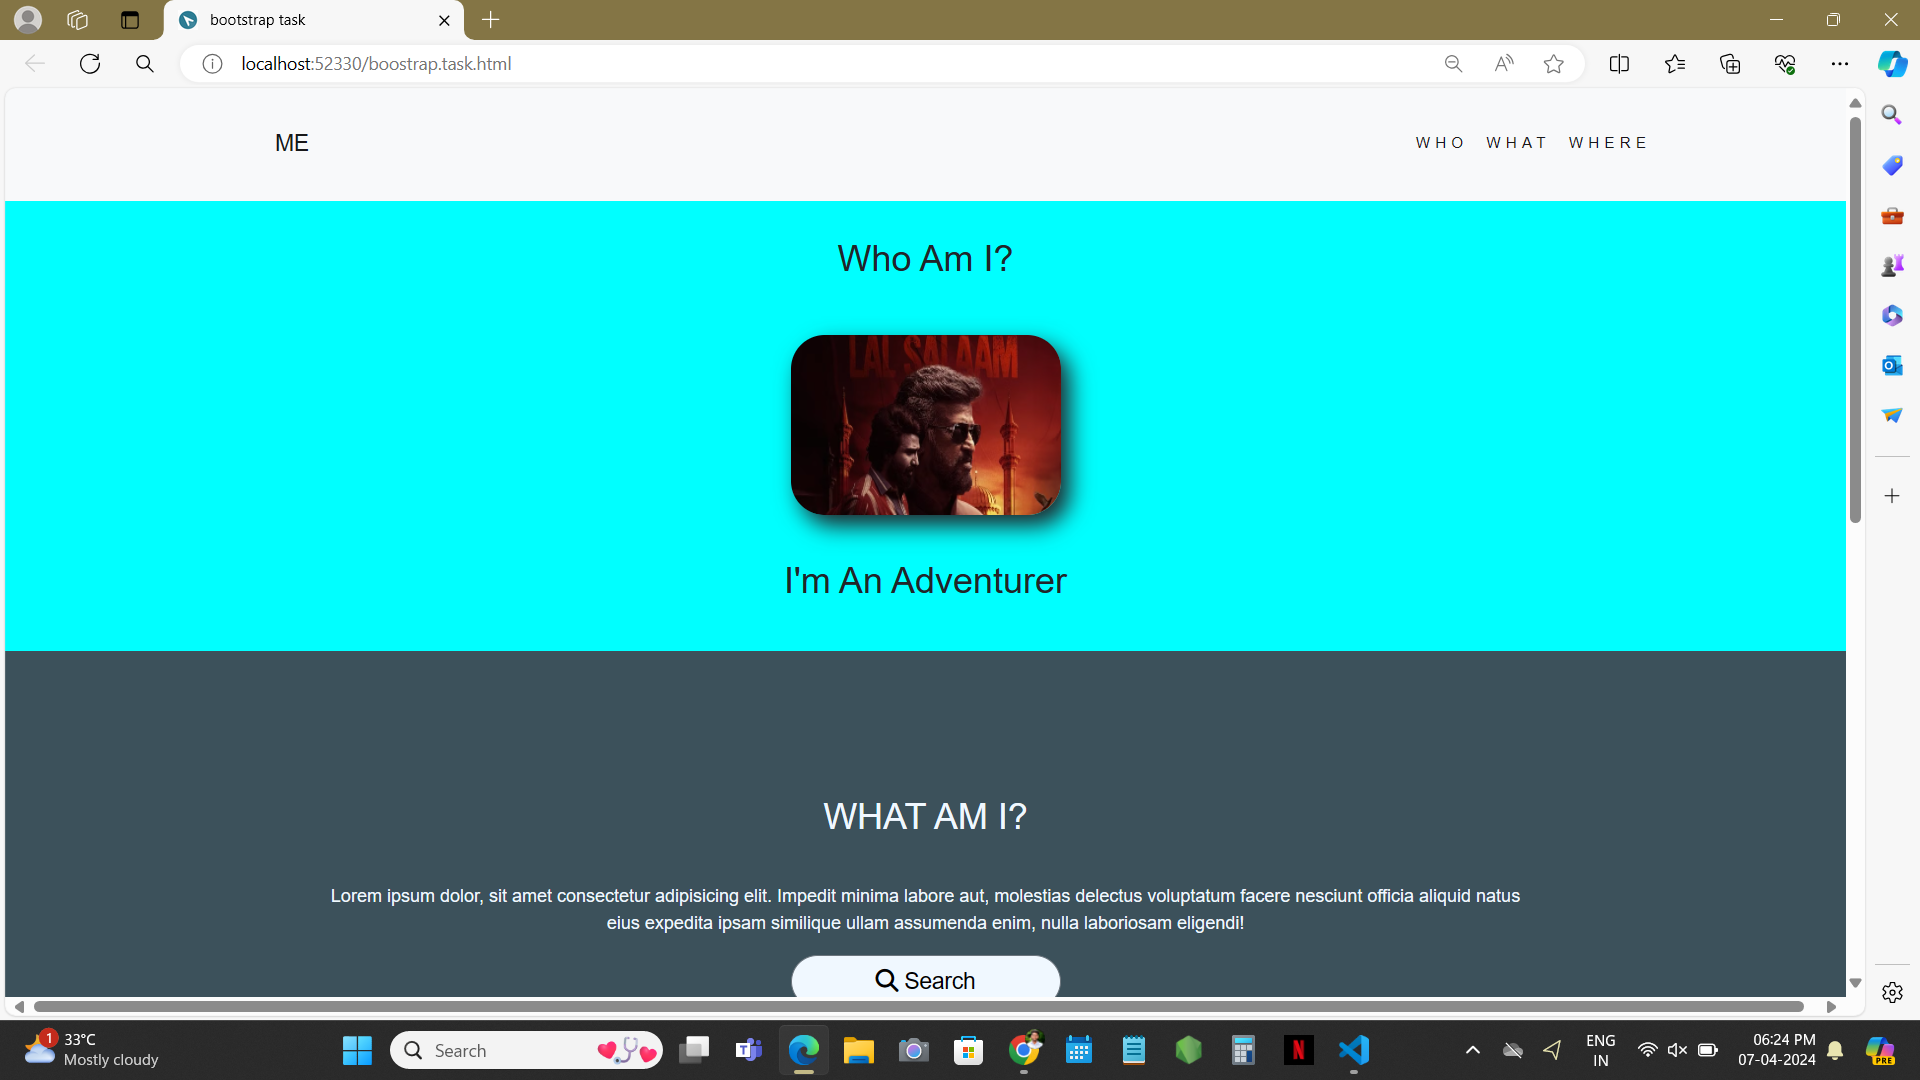 bootstrap task
localhost:52330/boostrap.task.html
ME
WHO WHAT WHERE
Who Am I?
LAL SALAAM
I'm An Adventurer
WHAT AM I?
Lorem ipsum dolor, sit amet consectetur adipisicing elit. Impedit minima labore aut, molestias delectus voluptatum facere nesciunt officia aliquid natus
eius expedita ipsam similique ullam assumenda enim, nulla laboriosam eligendi!
Search
1
33°C
Mostly cloudy
Search
N
ENG
IN
06:24 PM
07-04-2024
PRE